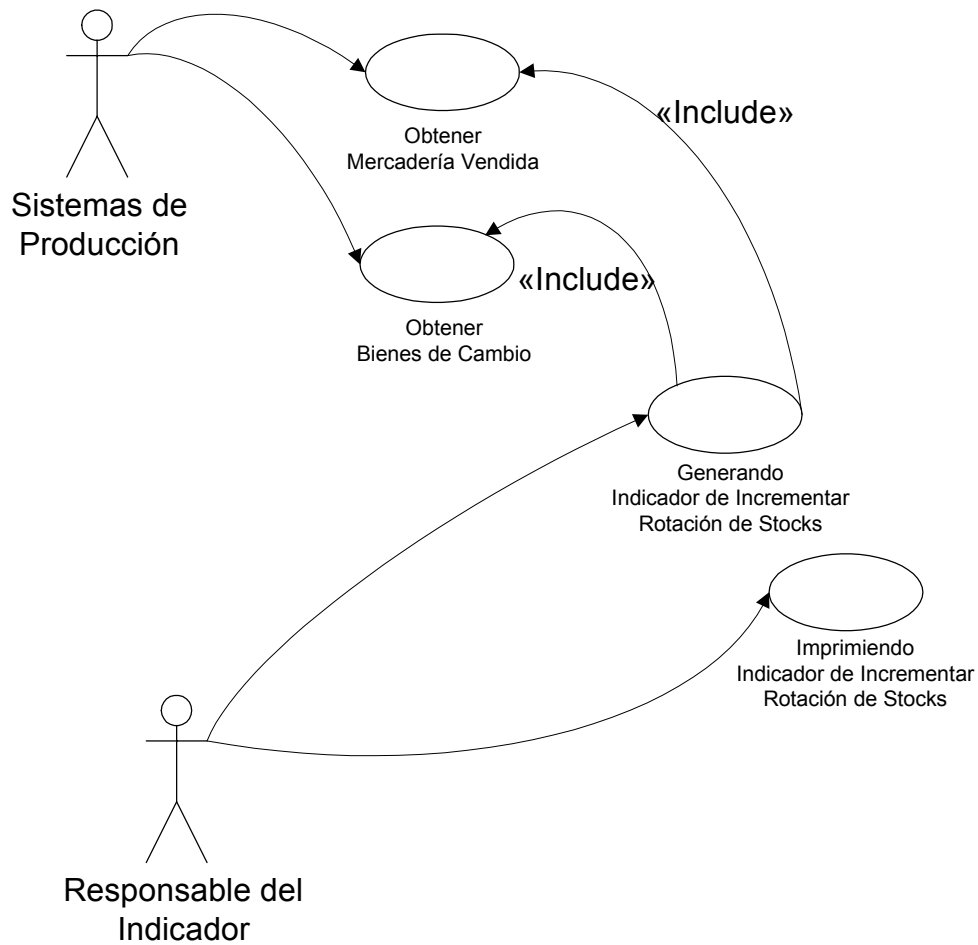 «Include»
Obtener
Mercadería Vendida
Sistemas de
Producción
«Include»
Obtener
Bienes de Cambio
Generando
Indicador de Incrementar
Rotación de Stocks
Imprimiendo
Indicador de Incrementar
Rotación de Stocks
Responsable del
Indicador